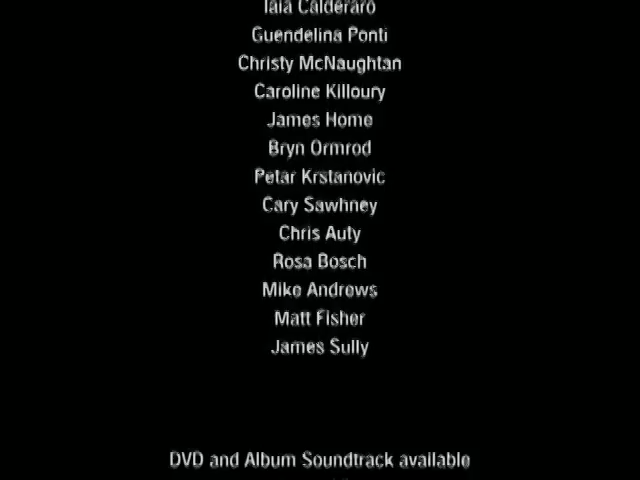 Iaia Calderaro
Guendelina Ponti
Christy McNaughtan
Caroline Killoury
James Home
Bryn Ormrod
Petar Krstanovic
Cary Sawhney
Chris Auty
Rosa Bosch
Mike Andrews
Matt Fisher
James Sully
DVD and Album Soundtrack available